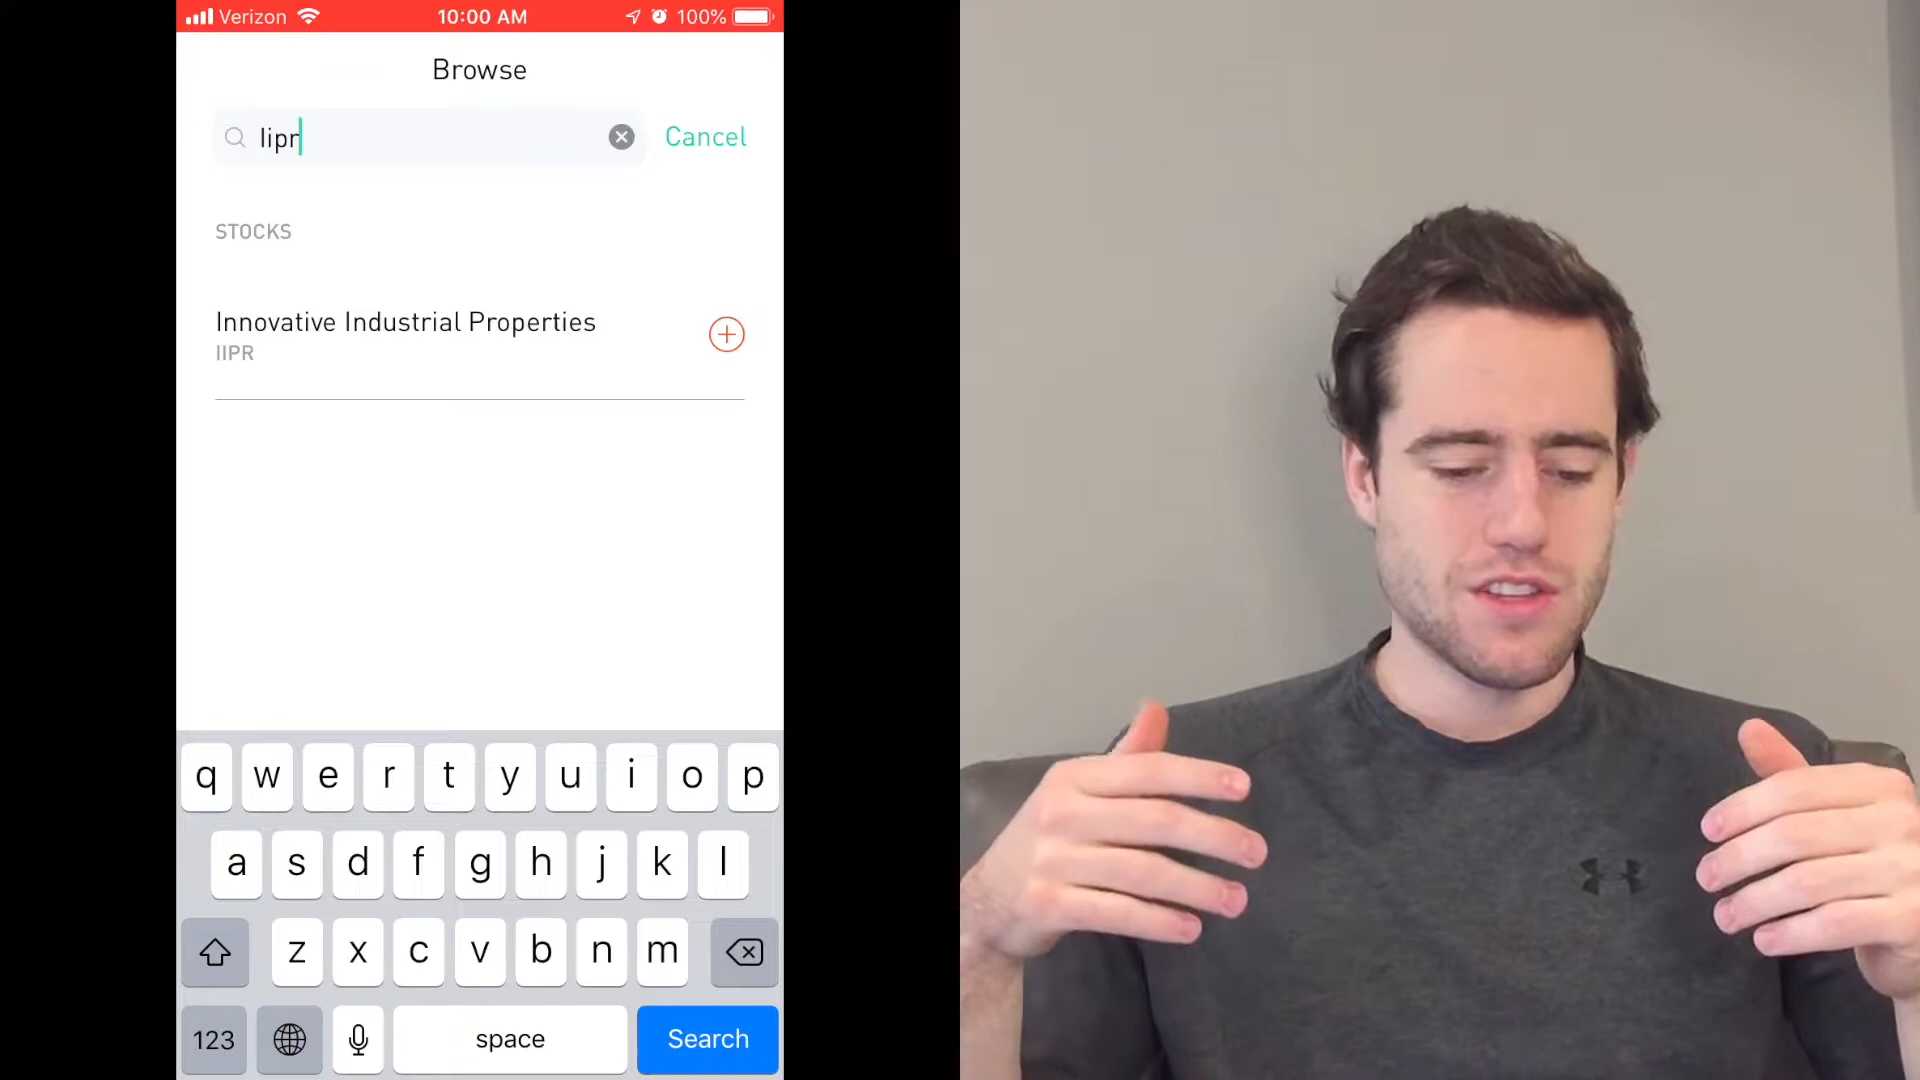 Verizon 10:00 AM 100%
Browse
Iipr Cancel
STOCKS
Innovative Industrial Properties
IIPR
q w e r t y u i o p
a s d f g h j k l
z x c v b n m
123 space Search